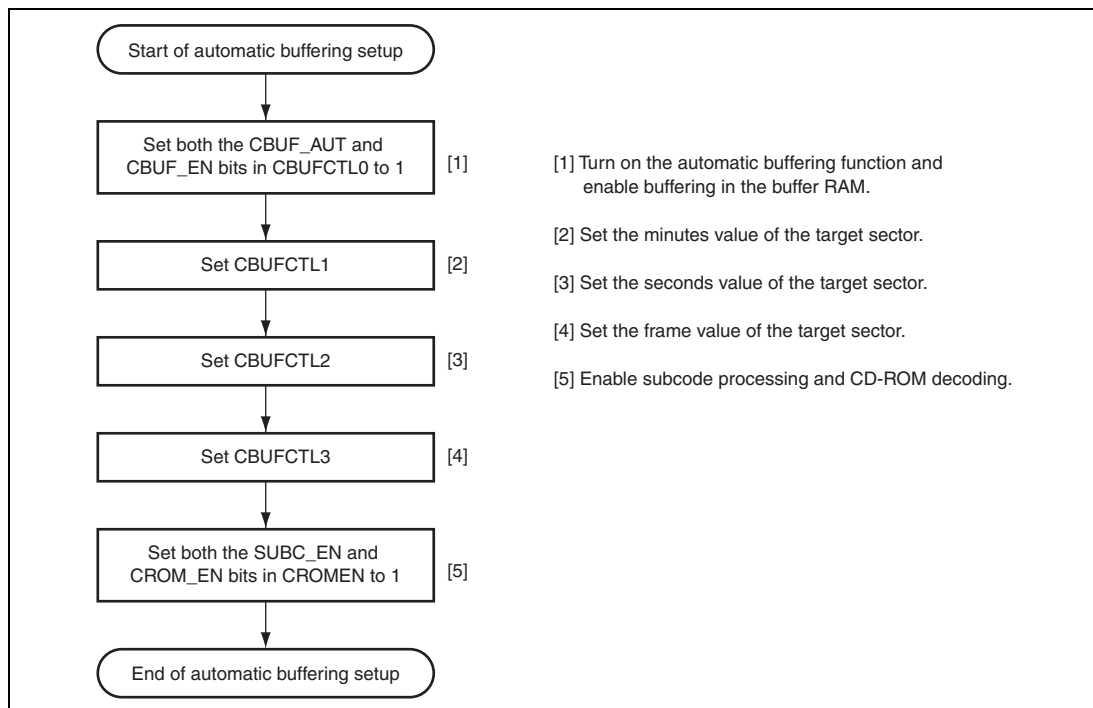 Start of automatic buffering setup
Set both the CBUF_AUT and
CBUF_EN bits in CBUFCTL0 to 1
[1]
Set CBUFCTL1
[2]
Set CBUFCTL2
[3]
Set CBUFCTL3
[4]
Set both the SUBC_EN and
CROM_EN bits in CROMEN to 1
[5]
End of automatic buffering setup
[1] Turn on the automatic buffering function and
enable buffering in the buffer RAM.
[2] Set the minutes value of the target sector.
[3] Set the seconds value of the target sector.
[4] Set the frame value of the target sector.
[5] Enable subcode processing and CD-ROM decoding.